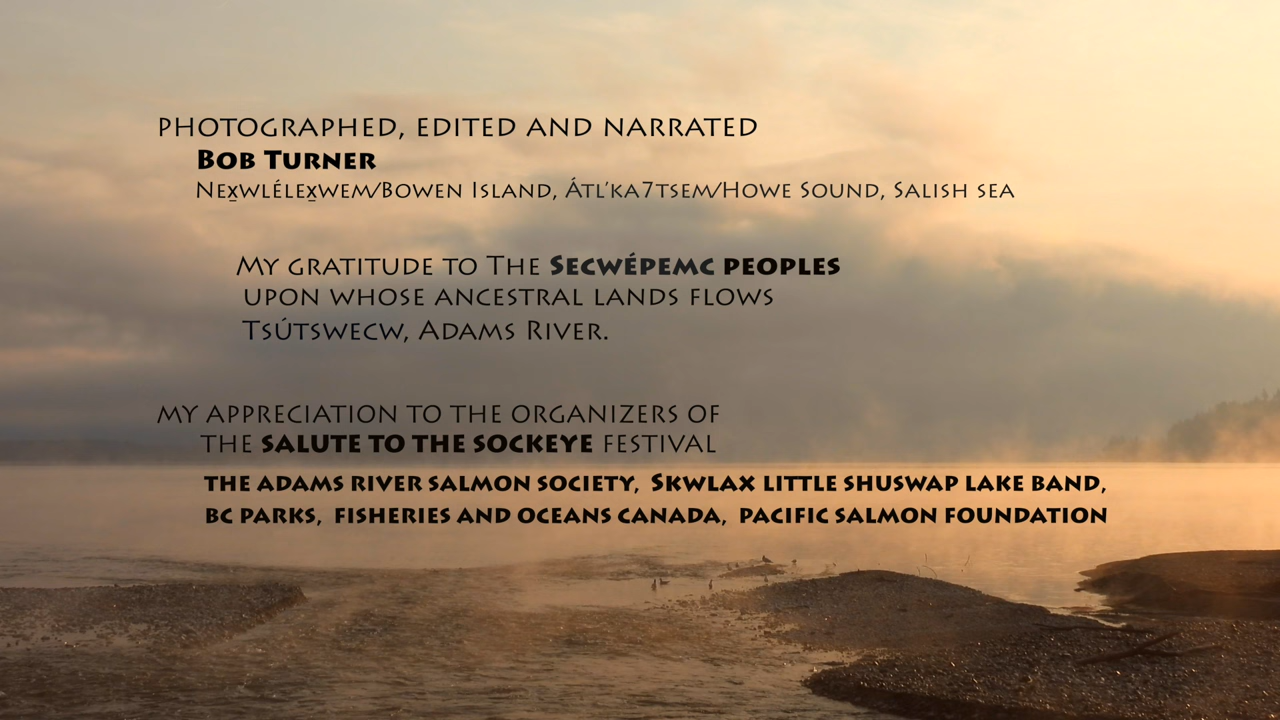 PHOTOGRAPHED, EDITED AND NARRATED
BOB TURNER
NEX̱WLÉLEX̱WEM/BOWEN ISLAND, ÁTL'KA7TSEM/HOWE SOUND, SALISH SEA
MY GRATITUDE TO THE SECWÉPEMC PEOPLES
UPON WHOSE ANCESTRAL LANDS FLOWS
TSÚTSWECW, ADAMS RIVER.
MY APPRECIATION TO THE ORGANIZERS OF
THE SALUTE TO THE SOCKEYE FESTIVAL
THE ADAMS RIVER SALMON SOCIETY, SKWLAX LITTLE SHUSWAP LAKE BAND,
BC PARKS, FISHERIES AND OCEANS CANADA, PACIFIC SALMON FOUNDATION